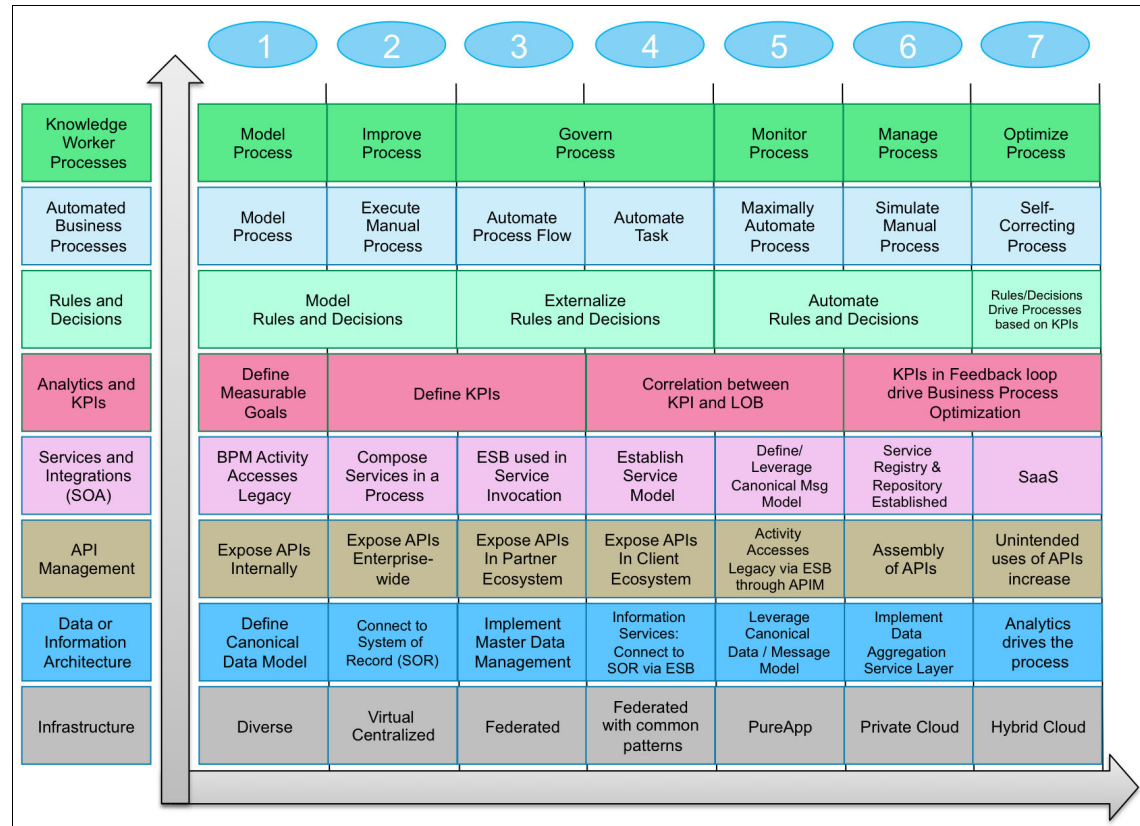 1 2 3 4 5 6 7
Knowledge
Worker
Processes
Model
Process
Improve
Process
Govern
Process
Monitor
Process
Manage
Process
Optimize
Process
Automated
Business
Processes
Model
Process
Execute
Manual
Process
Automate
Process Flow
Automate
Task
Maximally
Automate
Process
Simulate
Manual
Process
Self-
Correcting
Process
Rules and
Decisions
Model
Rules and Decisions
Externalize
Rules and Decisions
Automate
Rules and Decisions
Rules/Decisions
Drive Processes
based on KPIs
Analytics and
KPIs
Define
Measurable
Goals
Define KPIs
Correlation between
KPI and LOB
KPIs in Feedback loop
drive Business Process
Optimization
Services and
Integrations
(SOA)
BPM Activity
Accesses
Legacy
Compose
Services in a
Process
ESB used in
Service
Invocation
Establish
Service
Model
Define/
Leverage
Canonical Msg
Model
Service
Registry &
Repository
Established
SaaS
API
Management
Expose APIs
Internally
Expose APIs
Enterprise-
wide
Expose APIs
In Partner
Ecosystem
Expose APIs
In Client
Ecosystem
Activity
Accesses
Legacy via ESB
through APIM
Assembly
of APIs
Unintended
uses of APIs
increase
Data or
Information
Architecture
Define
Canonical
Data Model
Connect to
System of
Record (SOR)
Implement
Master Data
Management
Information
Services:
Connect to
SOR via ESB
Leverage
Canonical
Data / Message
Model
Implement
Data
Aggregation
Service Layer
Analytics
drives the
process
Infrastructure
Diverse
Virtual
Centralized
Federated
Federated
with common
patterns
PureApp
Private Cloud
Hybrid Cloud